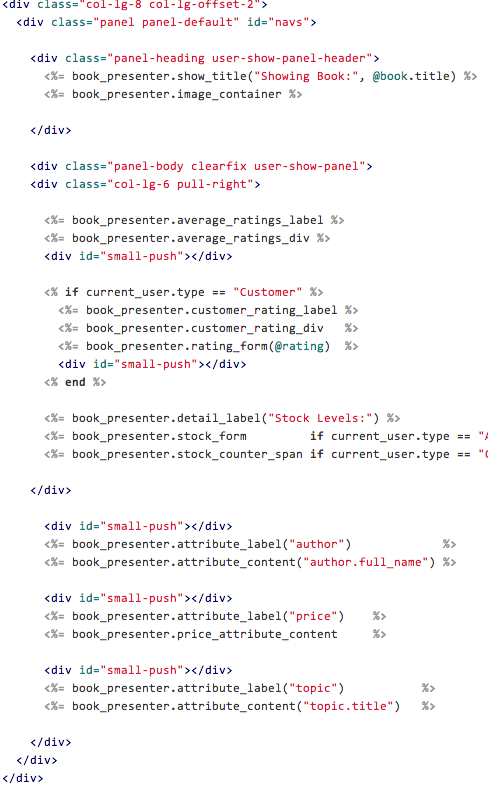 <div class="col-lg-8 col-lg-offset-2">
  <div class="panel panel-default" id="navs">

    <div class="panel-heading user-show-panel-header">
      <%= book_presenter.show_title("Showing Book:", @book.title) %>
      <%= book_presenter.image_container %>

    </div>

    <div class="panel-body clearfix user-show-panel">
    <div class="col-lg-6 pull-right">

      <%= book_presenter.average_ratings_label %>
      <%= book_presenter.average_ratings_div %>
      <div id="small-push"></div>

      <% if current_user.type == "Customer" %>
        <%= book_presenter.customer_rating_label %>
        <%= book_presenter.customer_rating_div   %>
        <%= book_presenter.rating_form(@rating)  %>
        <div id="small-push"></div>
      <% end %>

      <%= book_presenter.detail_label("Stock Levels:") %>
      <%= book_presenter.stock_form         if current_user.type == "A
      <%= book_presenter.stock_counter_span if current_user.type == "C

    </div>

      <div id="small-push"></div>
      <%= book_presenter.attribute_label("author")             %>
      <%= book_presenter.attribute_content("author.full_name") %>

      <div id="small-push"></div>
      <%= book_presenter.attribute_label("price")    %>
      <%= book_presenter.price_attribute_content     %>

      <div id="small-push"></div>
      <%= book_presenter.attribute_label("topic")           %>
      <%= book_presenter.attribute_content("topic.title")   %>

    </div>
  </div>
</div>